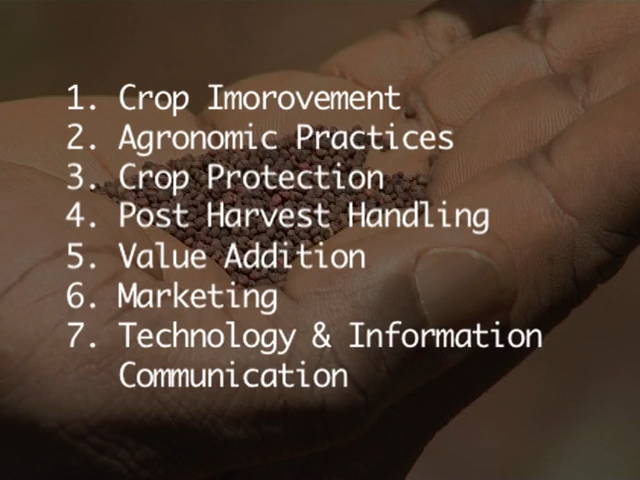 1. Crop Imorovement
2. Agronomic Practices
3. Crop Protection
4. Post Harvest Handling
5. Value Addition
6. Marketing
7. Technology & Information
Communication